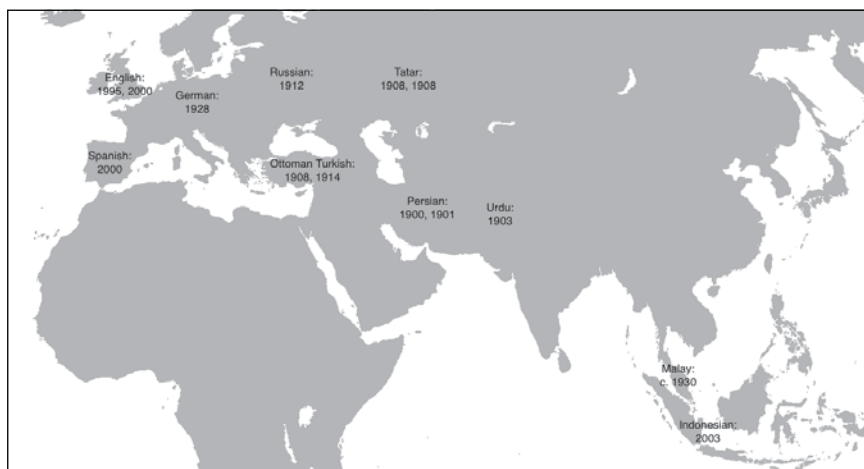 English:
1995, 2000
German:
1928
Russian:
1912
Tatar:
1908, 1908
Spanish:
2000
Ottoman Turkish:
1908, 1914
Persian:
1900, 1901
Urdu:
1903
Malay:
c. 1930
Indonesian:
2003